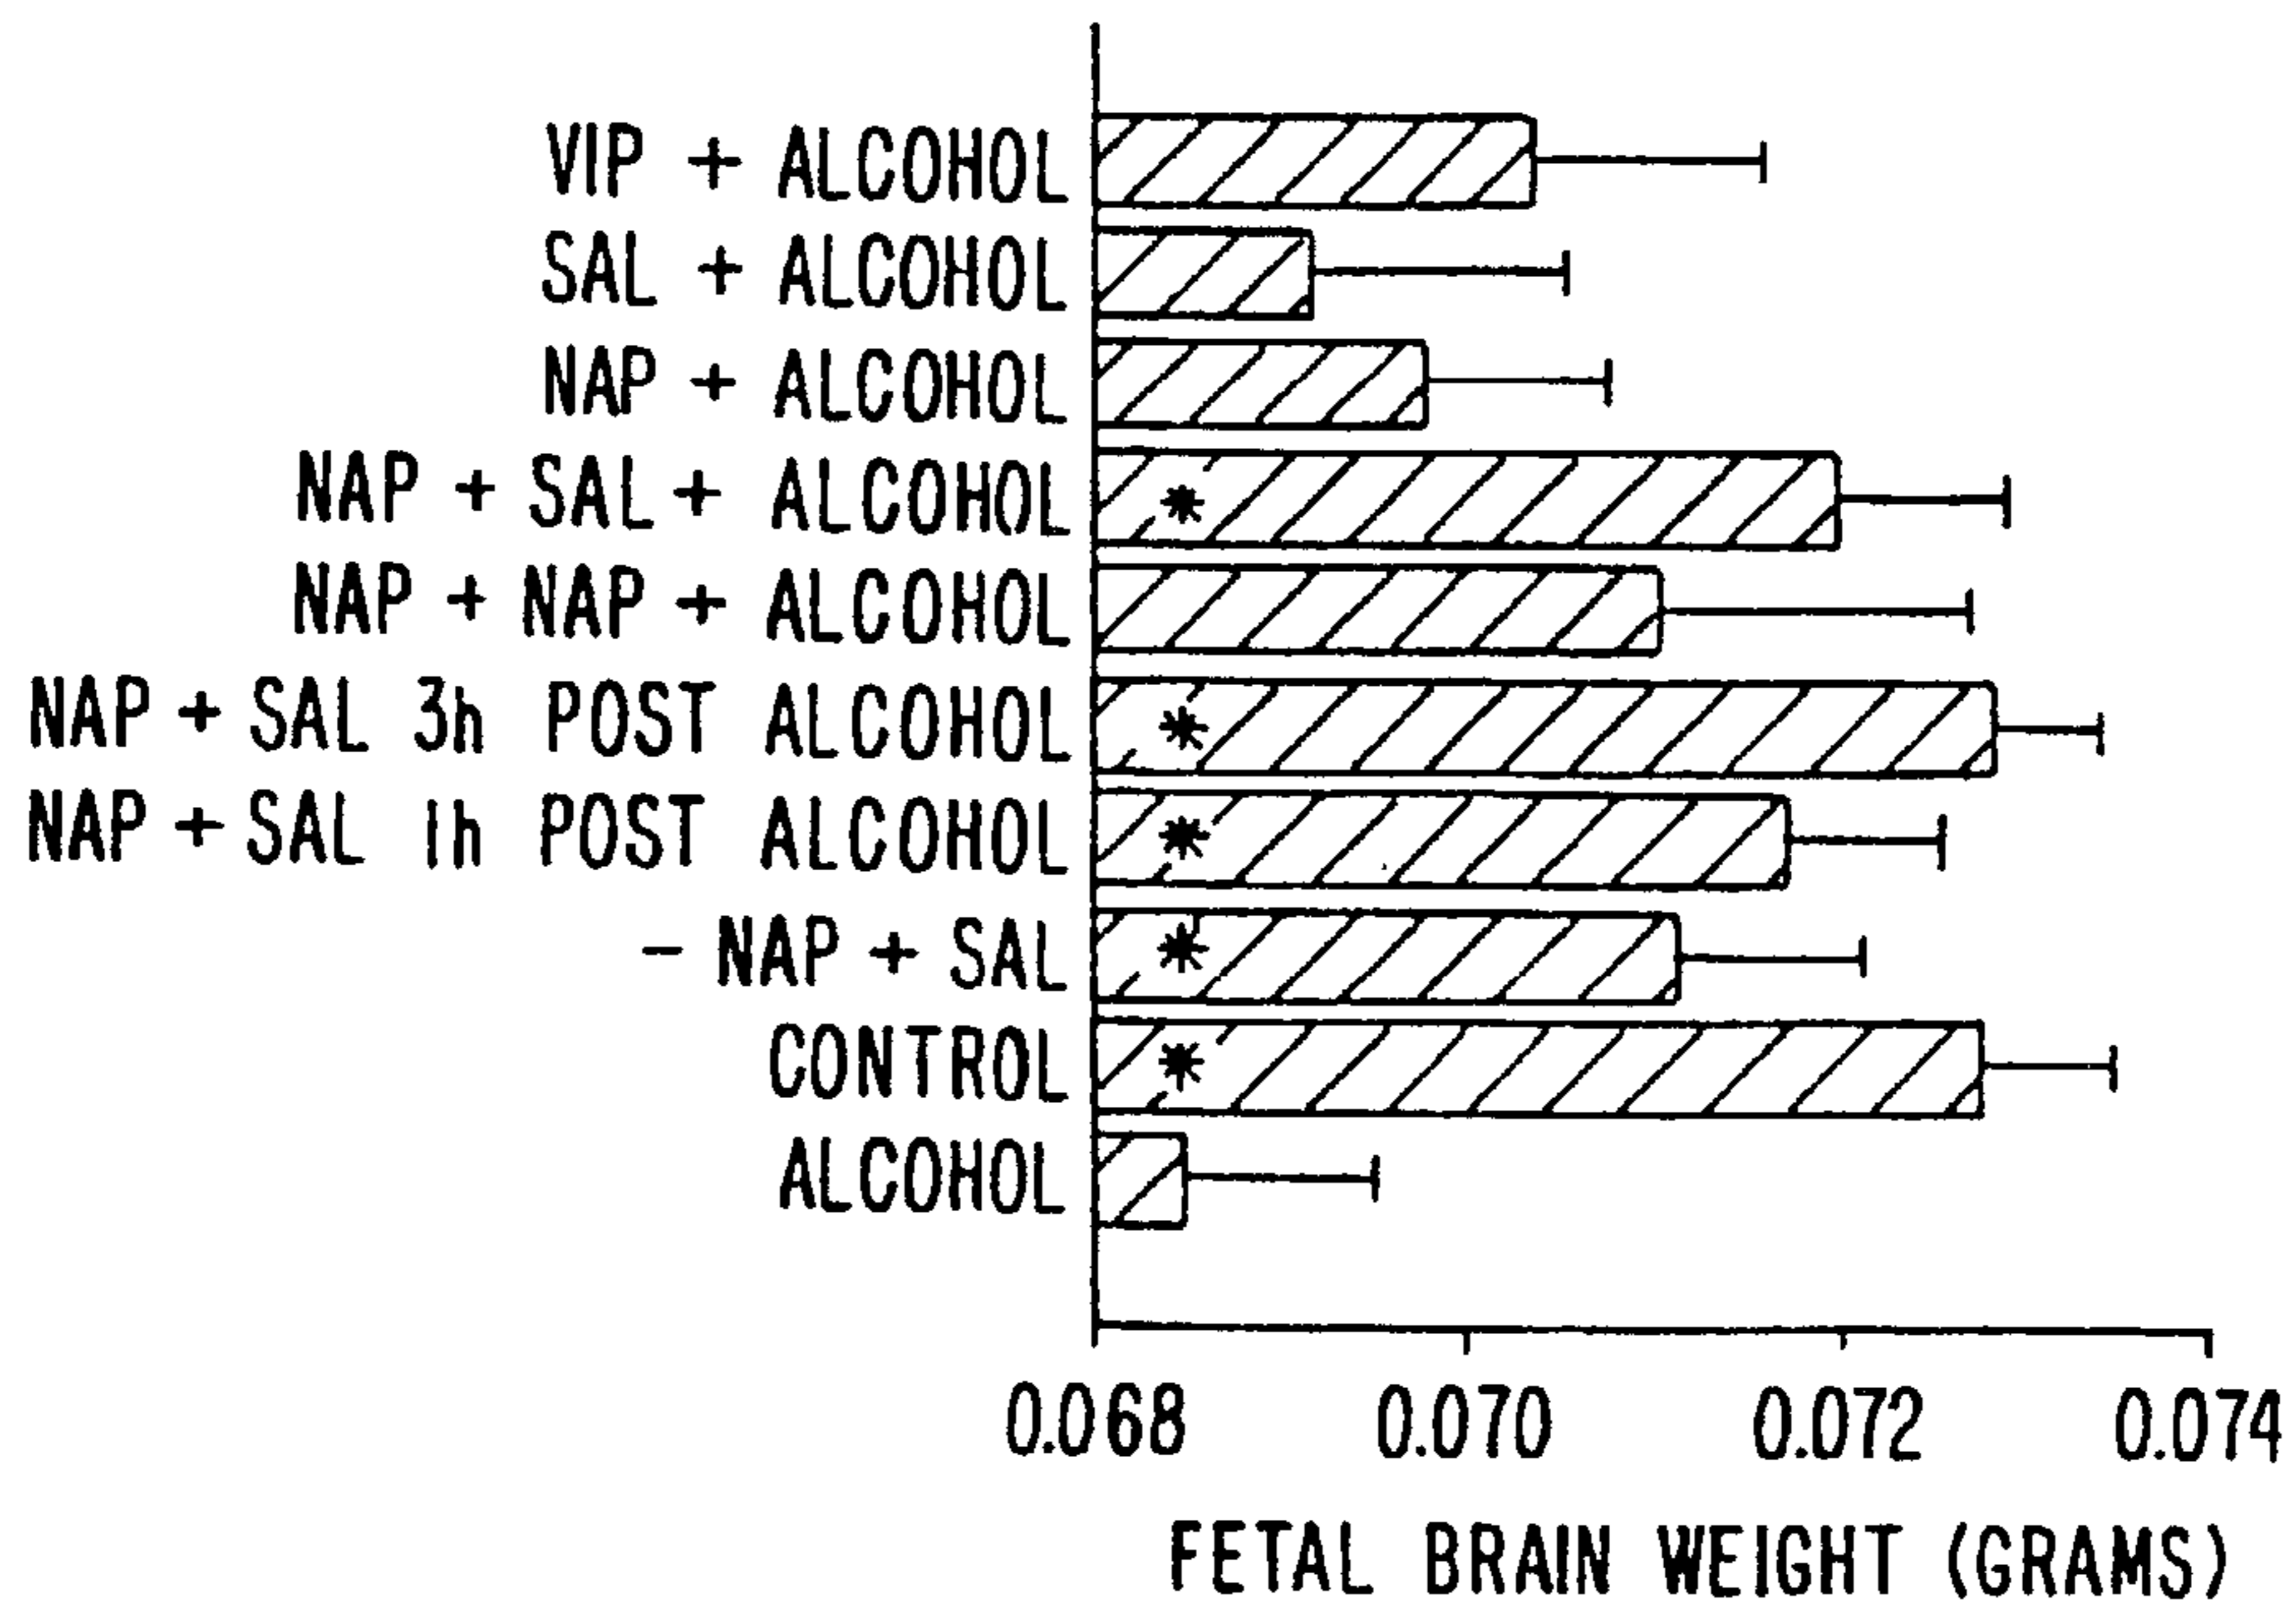 VIP + ALCOHOL
SAL + ALCOHOL
NAP + ALCOHOL
NAP + SAL + ALCOHOL
*
NAP + NAP + ALCOHOL
NAP + SAL 3h POST ALCOHOL
*
NAP + SAL 1h POST ALCOHOL
*
- NAP + SAL
*
CONTROL
*
ALCOHOL
0.068 0.070 0.072 0.074
FETAL BRAIN WEIGHT (GRAMS)